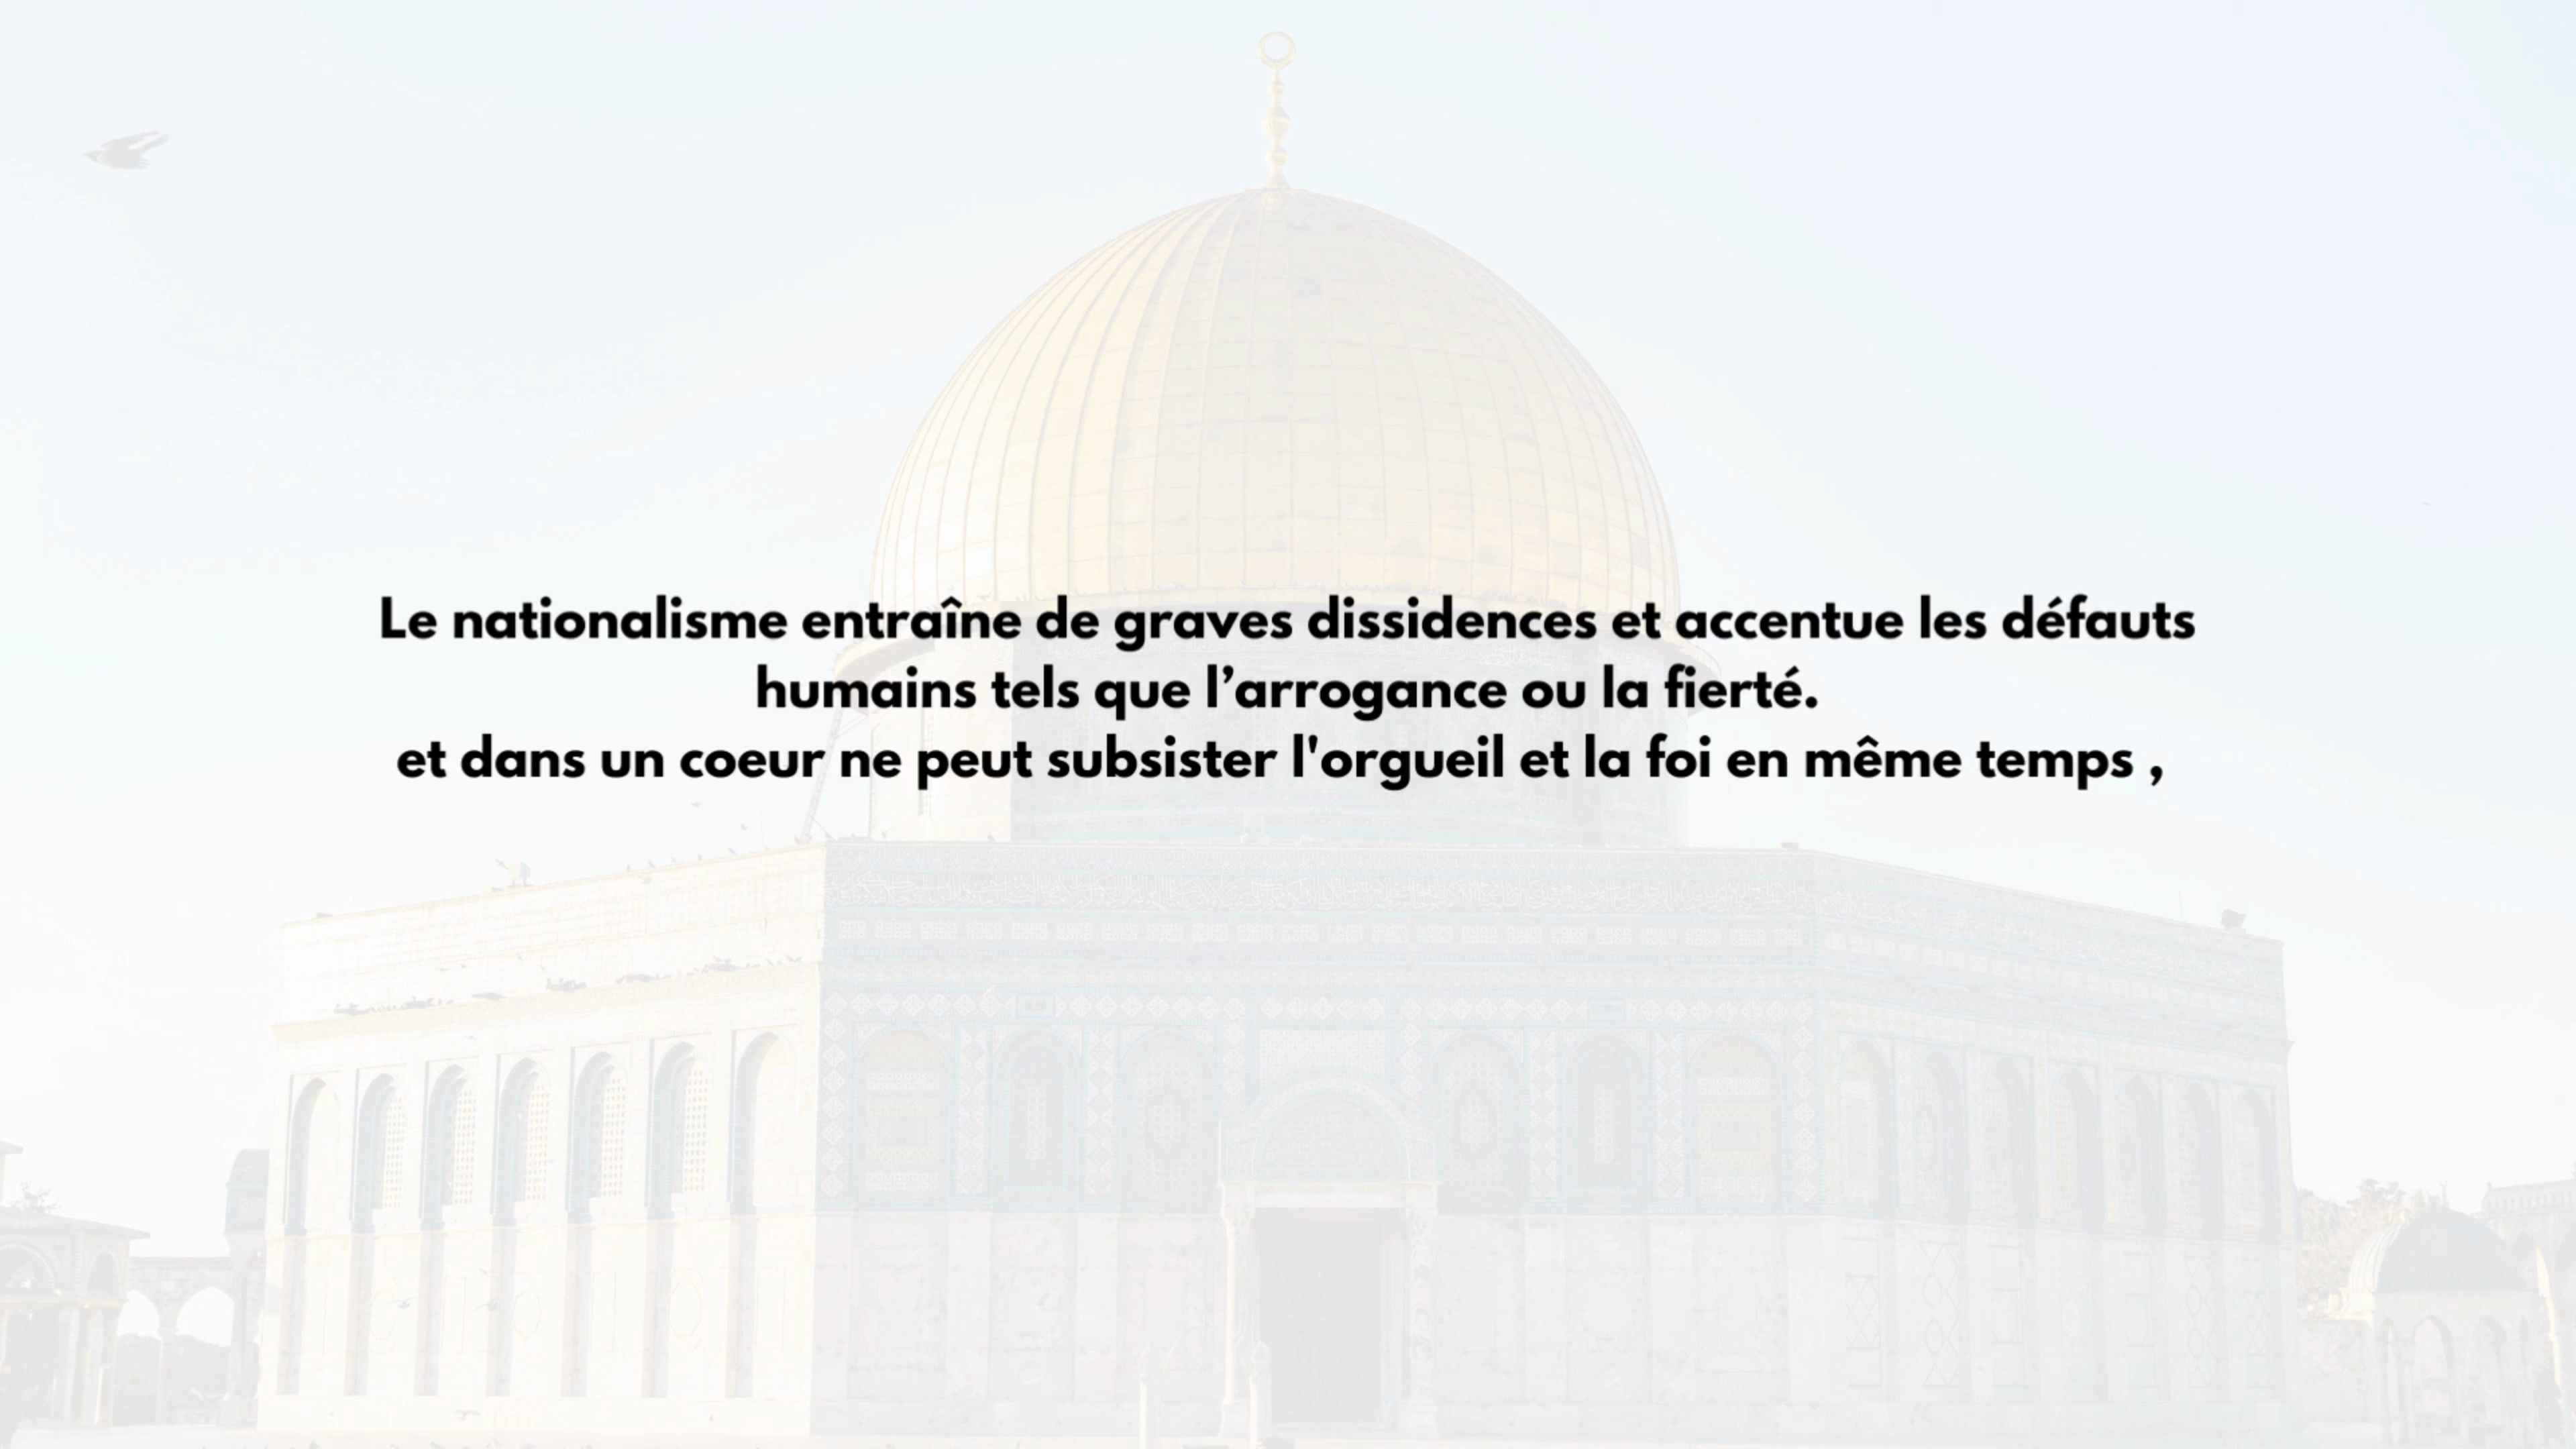 Le nationalisme entraîne de graves dissidences et accentue les défauts
humains tels que l’arrogance ou la fierté.
et dans un coeur ne peut subsister l'orgueil et la foi en même temps ,